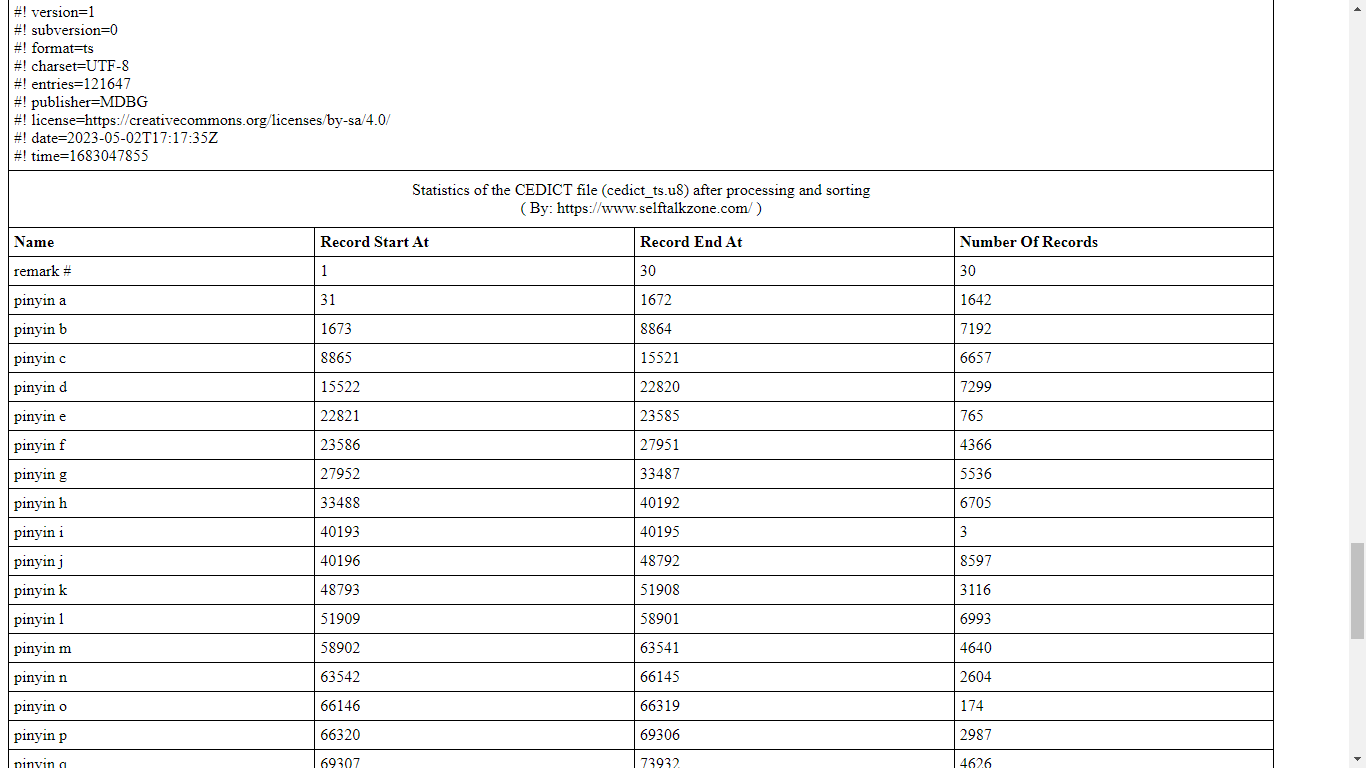 #! version=1
#! subversion=0
#! format=ts
#! charset=UTF-8
#! entries=121647
#! publisher=MDBG
#! license=https://creativecommons.org/licenses/by-sa/4.0/
#! date=2023-05-02T17:17:35Z
#! time=1683047855
Statistics of the CEDICT file (cedict_ts.u8) after processing and sorting
( By: https://www.selftalkzone.com/ )
Name Record Start At Record End At Number Of Records
remark # 1 30 30
pinyin a 31 1672 1642
pinyin b 1673 8864 7192
pinyin c 8865 15521 6657
pinyin d 15522 22820 7299
pinyin e 22821 23585 765
pinyin f 23586 27951 4366
pinyin g 27952 33487 5536
pinyin h 33488 40192 6705
pinyin i 40193 40195 3
pinyin j 40196 48792 8597
pinyin k 48793 51908 3116
pinyin l 51909 58901 6993
pinyin m 58902 63541 4640
pinyin n 63542 66145 2604
pinyin o 66146 66319 174
pinyin p 66320 69306 2987
pinyin q 69307 73932 4626